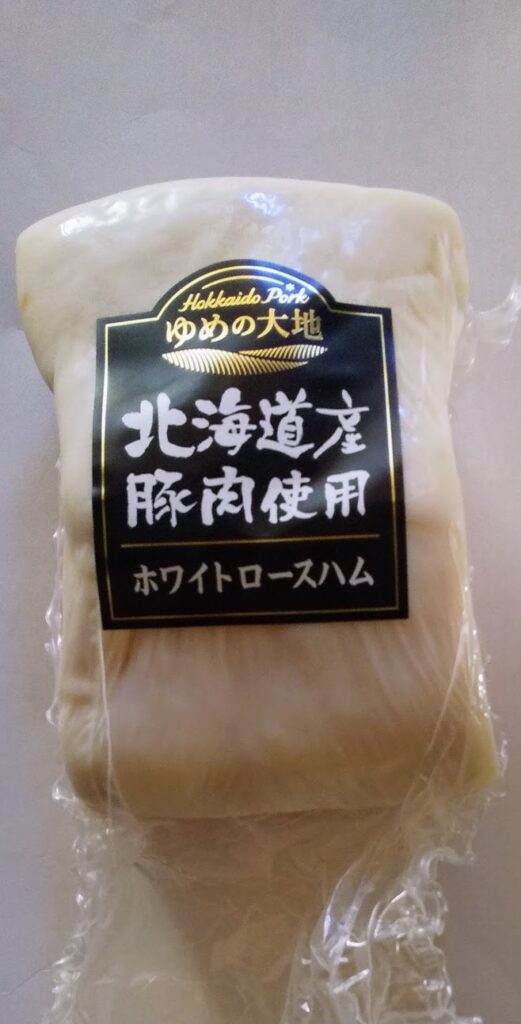 Hokkaido Pork
ゆめの大地
北海道産
豚肉使用
ホワイトロースハム